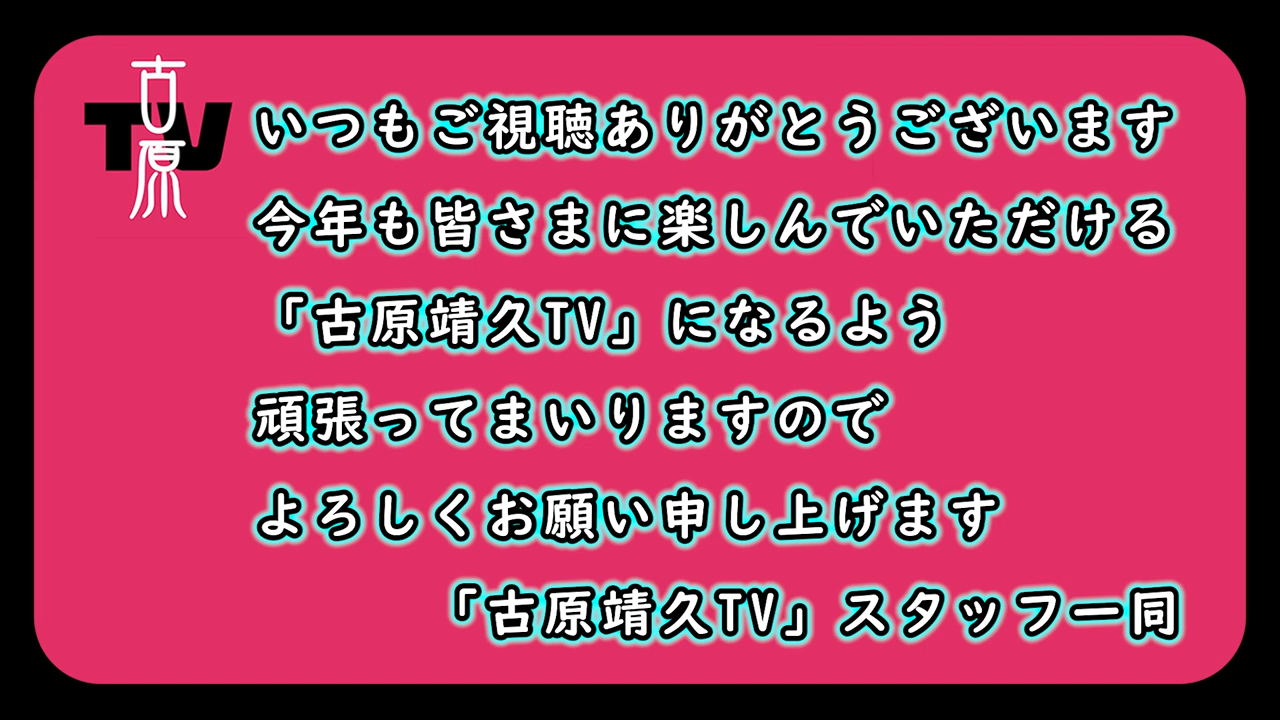 古原
TV
いつもご視聴ありがとうございます
今年も皆さまに楽しんでいただける
「古原靖久TV」になるよう
頑張ってまいりますので
よろしくお願い申し上げます
「古原靖久TV」スタッフ一同